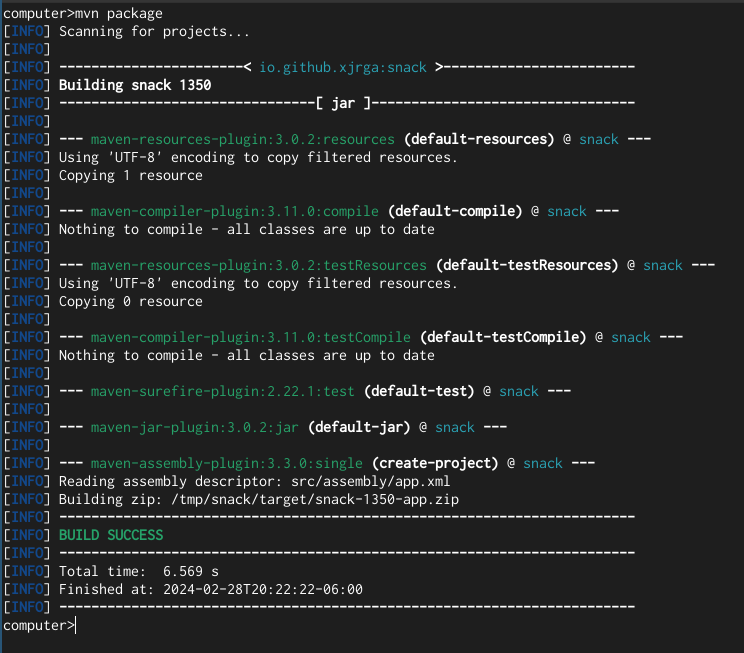 computer>mvn package
[INFO] Scanning for projects...
[INFO]
[INFO] -----------------------< io.github.xjrga:snack >------------------------
[INFO] Building snack 1350
[INFO] --------------------------------[ jar ]---------------------------------
[INFO]
[INFO] --- maven-resources-plugin:3.0.2:resources (default-resources) @ snack ---
[INFO] Using 'UTF-8' encoding to copy filtered resources.
[INFO] Copying 1 resource
[INFO]
[INFO] --- maven-compiler-plugin:3.11.0:compile (default-compile) @ snack ---
[INFO] Nothing to compile - all classes are up to date
[INFO]
[INFO] --- maven-resources-plugin:3.0.2:testResources (default-testResources) @ snack ---
[INFO] Using 'UTF-8' encoding to copy filtered resources.
[INFO] Copying 0 resource
[INFO]
[INFO] --- maven-compiler-plugin:3.11.0:testCompile (default-testCompile) @ snack ---
[INFO] Nothing to compile - all classes are up to date
[INFO]
[INFO] --- maven-surefire-plugin:2.22.1:test (default-test) @ snack ---
[INFO]
[INFO] --- maven-jar-plugin:3.0.2:jar (default-jar) @ snack ---
[INFO]
[INFO] --- maven-assembly-plugin:3.3.0:single (create-project) @ snack ---
[INFO] Reading assembly descriptor: src/assembly/app.xml
[INFO] Building zip: /tmp/snack/target/snack-1350-app.zip
[INFO] ------------------------------------------------------------------------
[INFO] BUILD SUCCESS
[INFO] ------------------------------------------------------------------------
[INFO] Total time:  6.569 s
[INFO] Finished at: 2024-02-28T20:22:22-06:00
[INFO] ------------------------------------------------------------------------
computer>